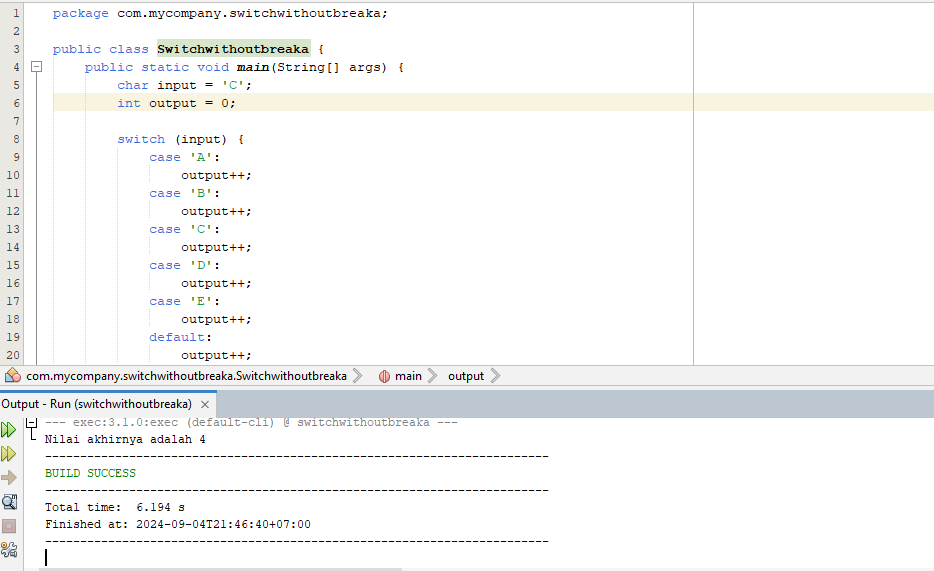 1 package com.mycompany.switchwithoutbreaka;
2
3 public class Switchwithoutbreaka {
4 public static void main(String[] args) {
5 char input = 'C';
6 int output = 0;
7
8 switch (input) {
9 case 'A':
10 output++;
11 case 'B':
12 output++;
13 case 'C':
14 output++;
15 case 'D':
16 output++;
17 case 'E':
18 output++;
19 default:
20 output++;
com.mycompany.switchwithoutbreaka.Switchwithoutbreaka main output
Output - Run (switchwithoutbreaka) ×
--- exec:3.1.0:exec (default-cli) @ switchwithoutbreaka ---
Nilai akhirnya adalah 4
------------------------------------------------------------------------
BUILD SUCCESS
------------------------------------------------------------------------
Total time:  6.194 s
Finished at: 2024-09-04T21:46:40+07:00
------------------------------------------------------------------------